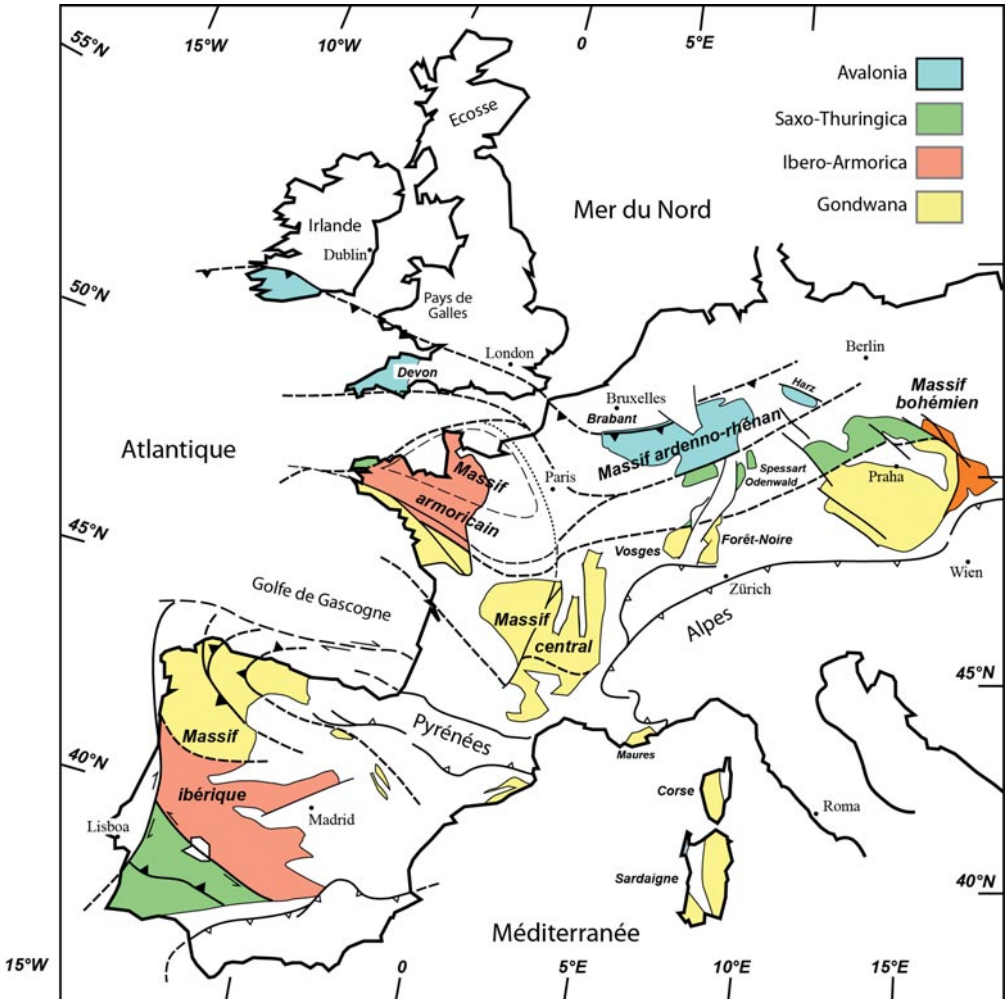 15°W
10°W
0
5°E
55°N
Avalonia
Saxo-Thuringica
Ibero-Armorica
Gondwana
Ecosse
Mer du Nord
Irlande
Dublin
50°N
Pays de
Galles
London
Devon
Berlin
Bruxelles
Brabant
Harz
Massif
bohémien
Atlantique
Massif ardenno-rhénan
Massif
armoricain
Paris
Spessart
Odenwald
Praha
45°N
Vosges
Forêt-Noire
Zürich
Wien
Golfe de Gascogne
Massif
central
Alpes
45°N
Massif
Pyrénées
Maures
40°N
ibérique
Madrid
Corse
Roma
Lisboa
Sardaigne
40°N
Méditerranée
15°W
0
5°E
10°E
15°E